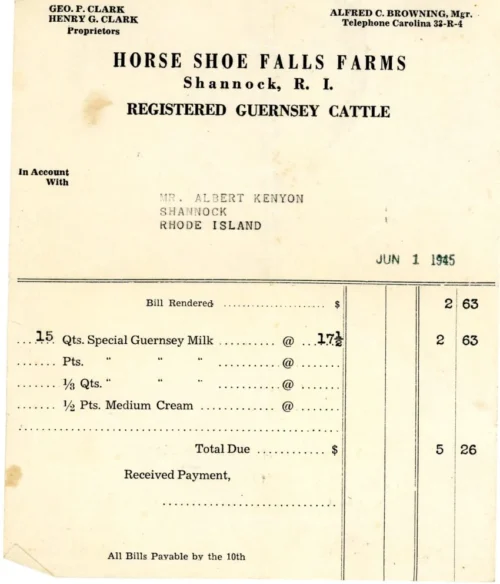 GEO. P. CLARK
HENRY G. CLARK
Proprietors
ALFRED C. BROWNING, Mgr.
Telephone Carolina 32-R-4
HORSE SHOE FALLS FARMS
Shannock, R. I.
REGISTERED GUERNSEY CATTLE
In Account
With
MR. ALBERT KENYON
SHANNOCK
RHODE ISLAND
JUN 1 1945
Bill Rendered ..................... $ 2 63
...15 Qts. Special Guernsey Milk .......... @ ...17½ 2 63
....... Pts. " " " .......... @ .......
....... ⅓ Qts. " " " .......... @ .......
....... ½ Pts. Medium Cream ............ @ .......
Total Due ............ $ 5 26
Received Payment,
All Bills Payable by the 10th